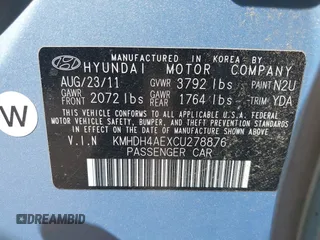 MANUFACTURED IN KOREA BY
HYUNDAI MOTOR COMPANY
AUG/23/11 GVWR 3792 lbs PAINT N2U
GAWR FRONT 2072 lbs GAWR REAR 1764 lbs TRIM YDA
THIS VEHICLE CONFORMS TO ALL APPLICABLE U.S FEDERAL
MOTOR VEHICLE SAFETY, BUMPER, AND THEFT PREVENTION
STANDARDS IN EFFECT ON THE DATE OF MANUFACTURE
SHOWN ABOVE.
V.I.N KMHDH4AEXCU278876
PASSENGER CAR
W
DREAMBID